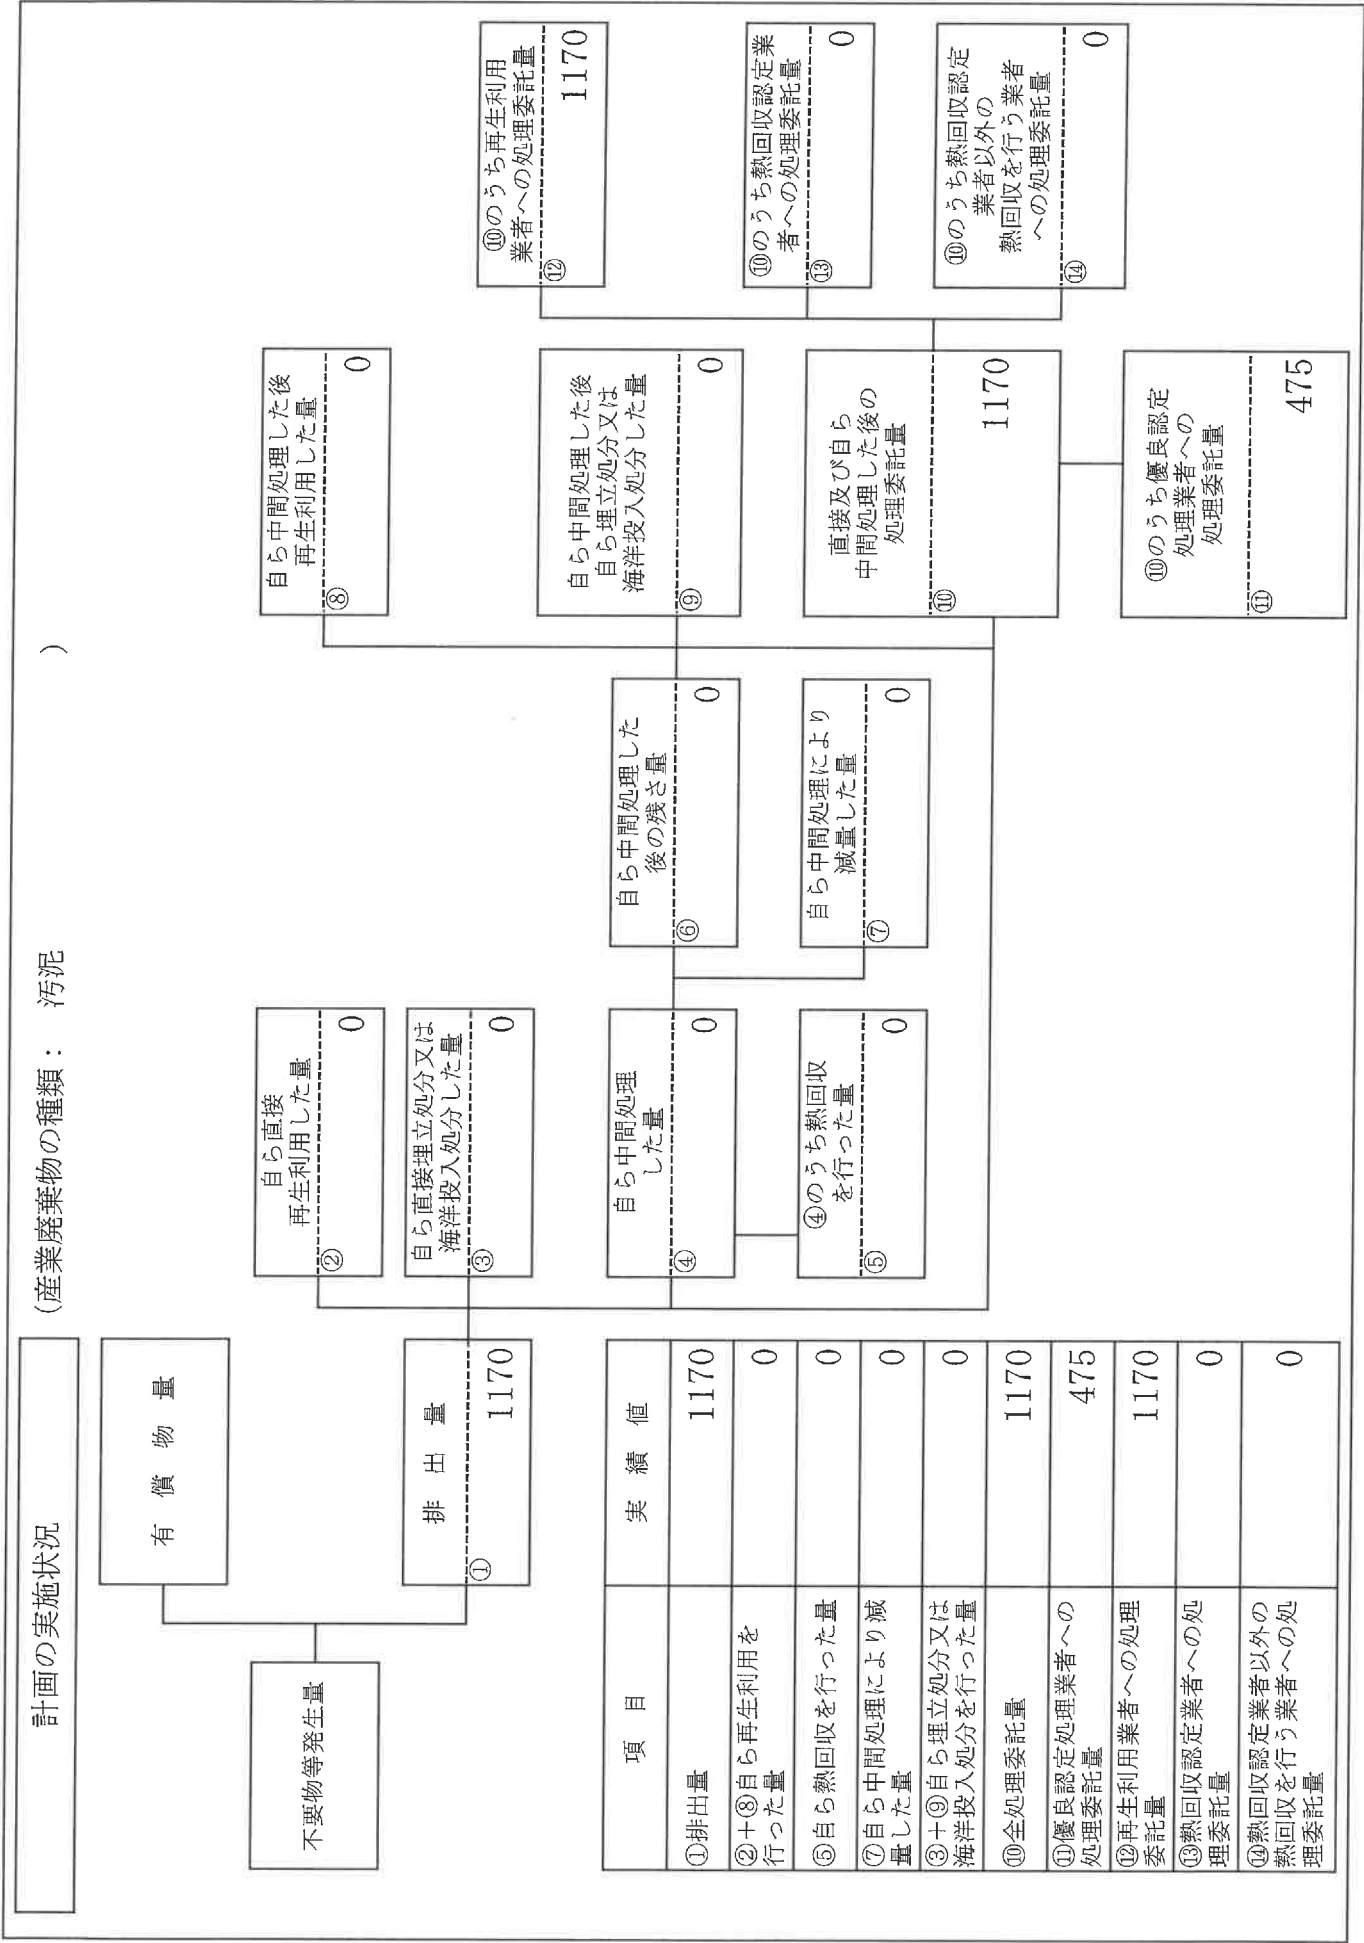 計画の実施状況
(産業廃棄物の種類： 汚泥 )
不要物等発生量
有 償 物 量
排 出 量
① 1170
自ら直接
再生利用した量
② 0
自ら直接埋立処分又は
海洋投入処分した量
③ 0
自ら中間処理
した量
④ 0
④のうち熱回収
を行った量
⑤ 0
自ら中間処理した
後の残さ量
⑥ 0
自ら中間処理により
減量した量
⑦ 0
自ら中間処理した後
再生利用した量
⑧ 0
自ら中間処理した後
自ら埋立処分又は
海洋投入処分した量
⑨ 0
直接及び自ら
中間処理した後の
処理委託量
⑩ 1170
⑩のうち優良認定
処理業者への
処理委託量
⑪ 475
⑩のうち再生利用
業者への処理委託量
⑫ 1170
⑩のうち熱回収認定業
者への処理委託量
⑬ 0
⑩のうち熱回収認定
業者以外の
熱回収を行う業者
への処理委託量
⑭ 0
項 目 実 績 値
①排出量 1170
②+⑧自ら再生利用を
行った量 0
⑤自ら熱回収を行った量 0
⑦自ら中間処理により減
量した量 0
③+⑨自ら埋立処分又は
海洋投入処分を行った量 0
⑩全処理委託量 1170
⑪優良認定処理業者への
処理委託量 475
⑫再生利用業者への処理
委託量 1170
⑬熱回収認定業者への処
理委託量 0
⑭熱回収認定業者以外の
熱回収を行う業者への処
理委託量 0